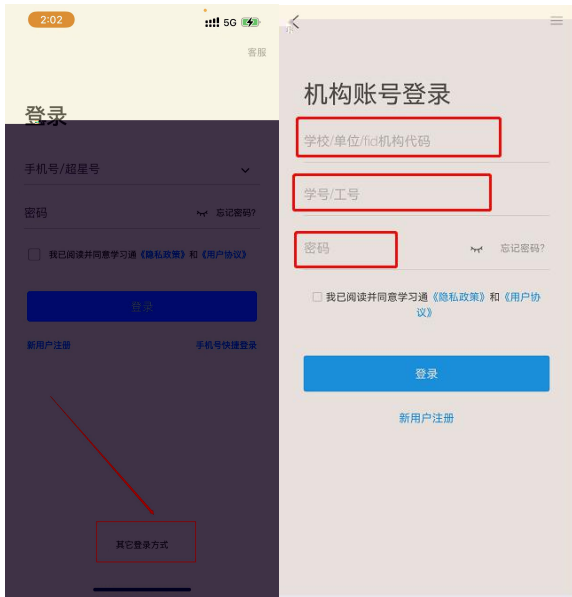 2:02
5G
客服
登录
手机号/超星号
密码
忘记密码?
我已阅读并同意学习通《隐私政策》和《用户协议》
登录
新用户注册
手机号快捷登录
其它登录方式
机构账号登录
学校/单位/fid机构代码
学号/工号
密码
忘记密码?
我已阅读并同意学习通《隐私政策》和《用户协
议》
登录
新用户注册